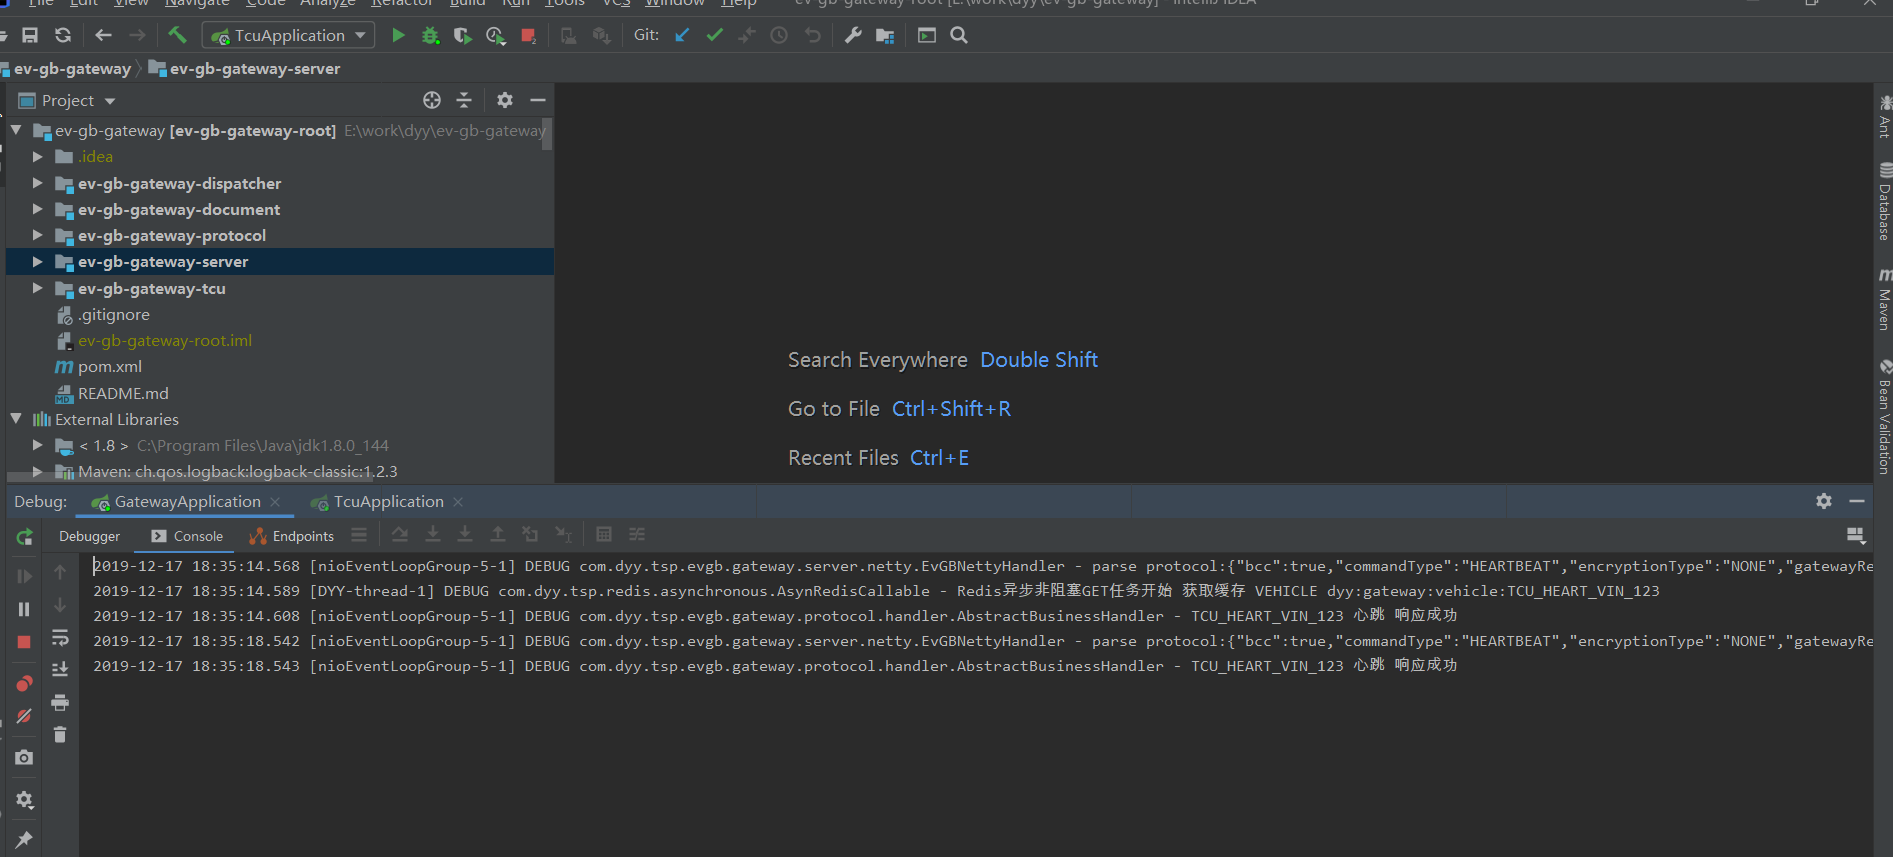 File Edit View Navigate Code Analyze Refactor Build Run Tools VCS Window Help ev-gb-gateway-root [E:\work\dyy\ev-gb-gateway] - IntelliJ IDEA
TcuApplication Git:
ev-gb-gateway ev-gb-gateway-server
Project
ev-gb-gateway [ev-gb-gateway-root] E:\work\dyy\ev-gb-gateway
.idea
ev-gb-gateway-dispatcher
ev-gb-gateway-document
ev-gb-gateway-protocol
ev-gb-gateway-server
ev-gb-gateway-tcu
.gitignore
ev-gb-gateway-root.iml
pom.xml
README.md
External Libraries
< 1.8 > C:\Program Files\Java\jdk1.8.0_144
Maven: ch.qos.logback:logback-classic:1.2.3
Search Everywhere Double Shift
Go to File Ctrl+Shift+R
Recent Files Ctrl+E
Ant
Database
Maven
Bean Validation
Debug: GatewayApplication TcuApplication
Debugger Console Endpoints
2019-12-17 18:35:14.568 [nioEventLoopGroup-5-1] DEBUG com.dyy.tsp.evgb.gateway.server.netty.EvGBNettyHandler - parse protocol:{"bcc":true,"commandType":"HEARTBEAT","encryptionType":"NONE","gatewayRe
2019-12-17 18:35:14.589 [DYY-thread-1] DEBUG com.dyy.tsp.redis.asynchronous.AsynRedisCallable - Redis异步非阻塞GET任务开始 获取缓存 VEHICLE dyy:gateway:vehicle:TCU_HEART_VIN_123
2019-12-17 18:35:14.608 [nioEventLoopGroup-5-1] DEBUG com.dyy.tsp.evgb.gateway.protocol.handler.AbstractBusinessHandler - TCU_HEART_VIN_123 心跳 响应成功
2019-12-17 18:35:18.542 [nioEventLoopGroup-5-1] DEBUG com.dyy.tsp.evgb.gateway.server.netty.EvGBNettyHandler - parse protocol:{"bcc":true,"commandType":"HEARTBEAT","encryptionType":"NONE","gatewayRe
2019-12-17 18:35:18.543 [nioEventLoopGroup-5-1] DEBUG com.dyy.tsp.evgb.gateway.protocol.handler.AbstractBusinessHandler - TCU_HEART_VIN_123 心跳 响应成功